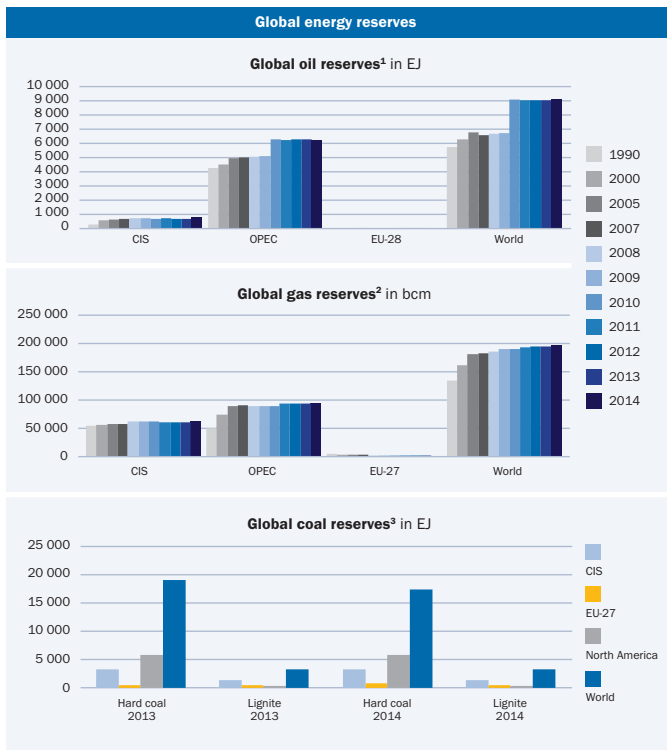 Global energy reserves
Global oil reserves¹ in EJ
10 000
9 000
8 000
7 000
6 000
5 000
4 000
3 000
2 000
1 000
0
CIS
OPEC
EU-28
World
1990
2000
2005
2007
2008
2009
2010
2011
2012
2013
2014
Global gas reserves² in bcm
250 000
200 000
150 000
100 000
50 000
0
CIS
OPEC
EU-27
World
Global coal reserves³ in EJ
25 000
20 000
15 000
10 000
5 000
0
Hard coal
2013
Lignite
2013
Hard coal
2014
Lignite
2014
CIS
EU-27
North America
World